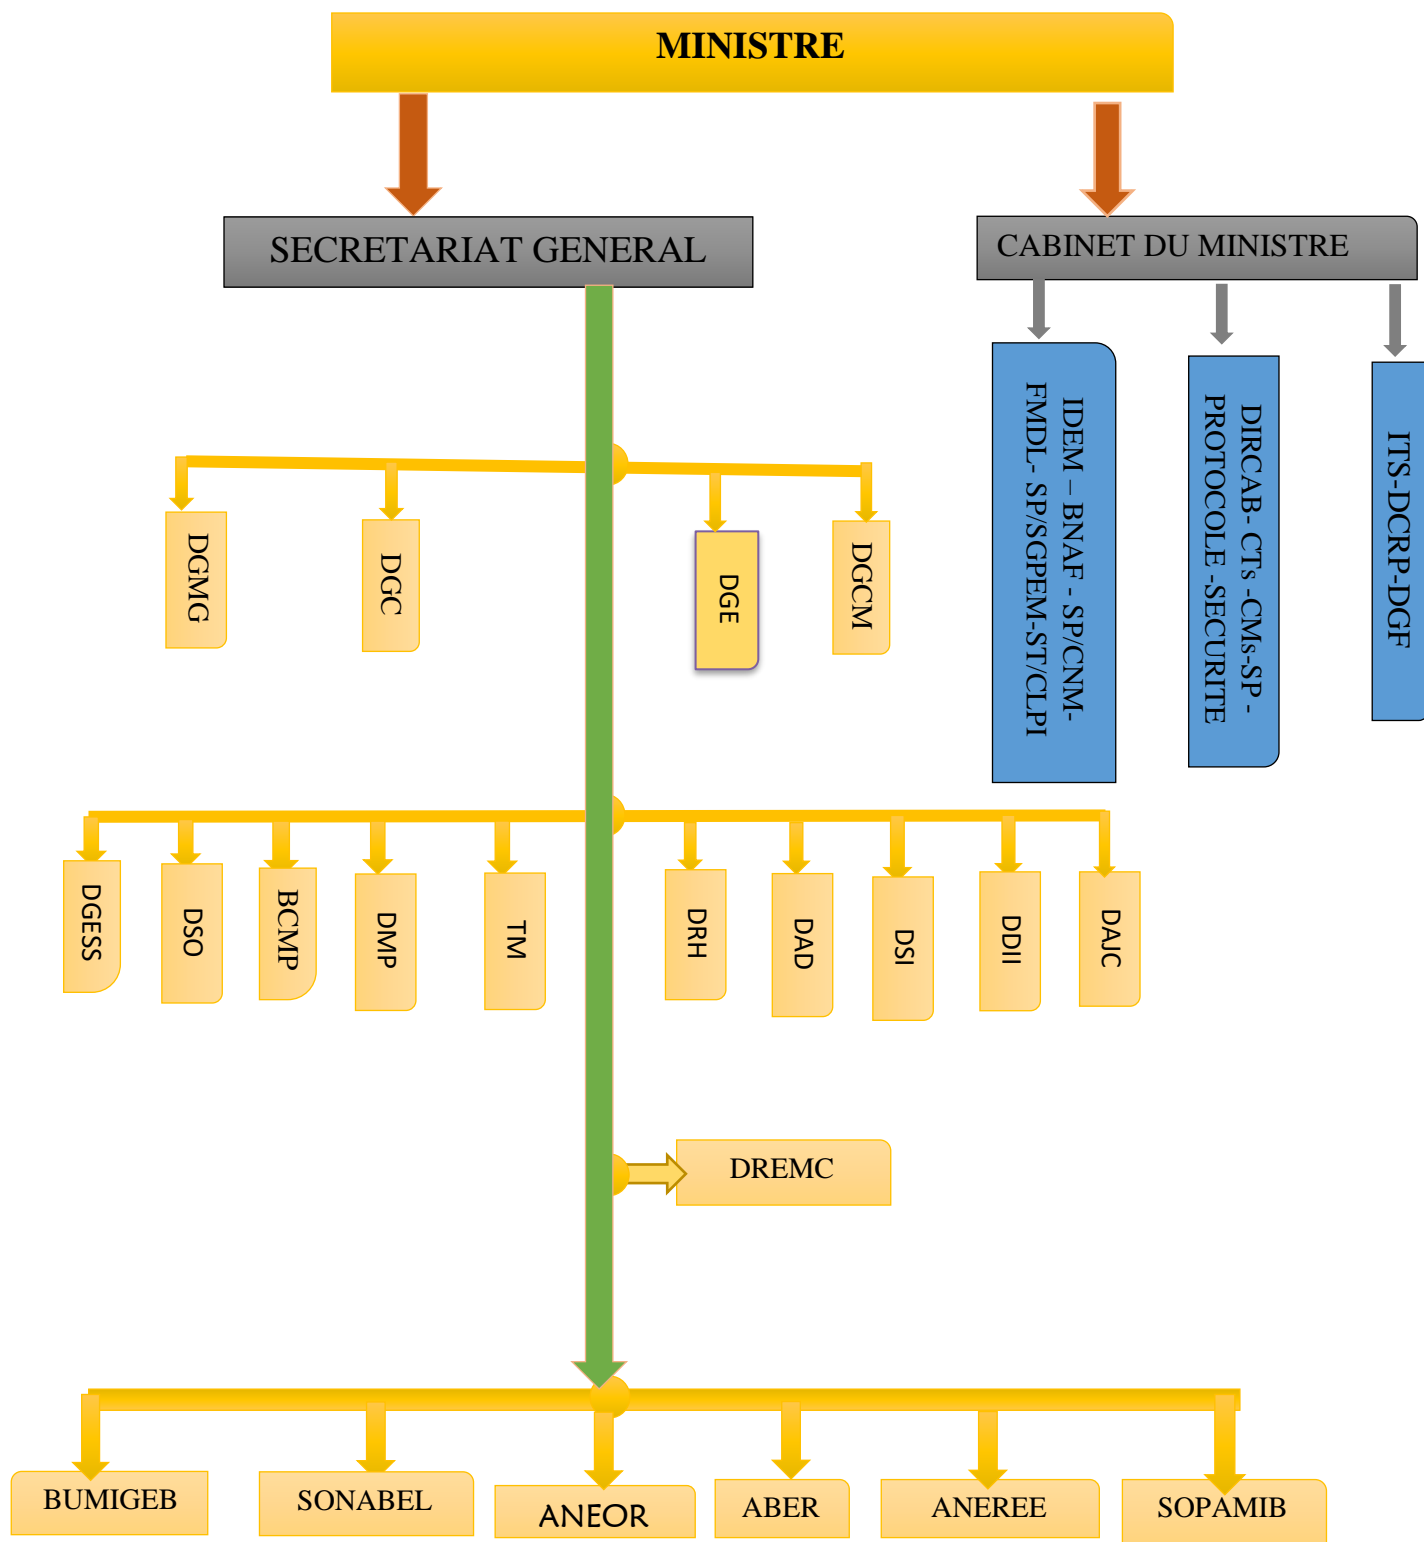 MINISTRE
SECRETARIAT GENERAL
CABINET DU MINISTRE
IDEM – BNAF - SP/CNM-
FMDL- SP/SGPEM-ST/CLPI
DIRCAB- CTs -CMs-SP -
PROTOCOLE -SECURITE
ITS-DCRP-DGF
DGMG
DGC
DGE
DGCM
DGESS
DSO
BCMP
DMP
TM
DRH
DAD
DSI
DDII
DAJC
DREMC
BUMIGEB
SONABEL
ANEOR
ABER
ANEREE
SOPAMIB